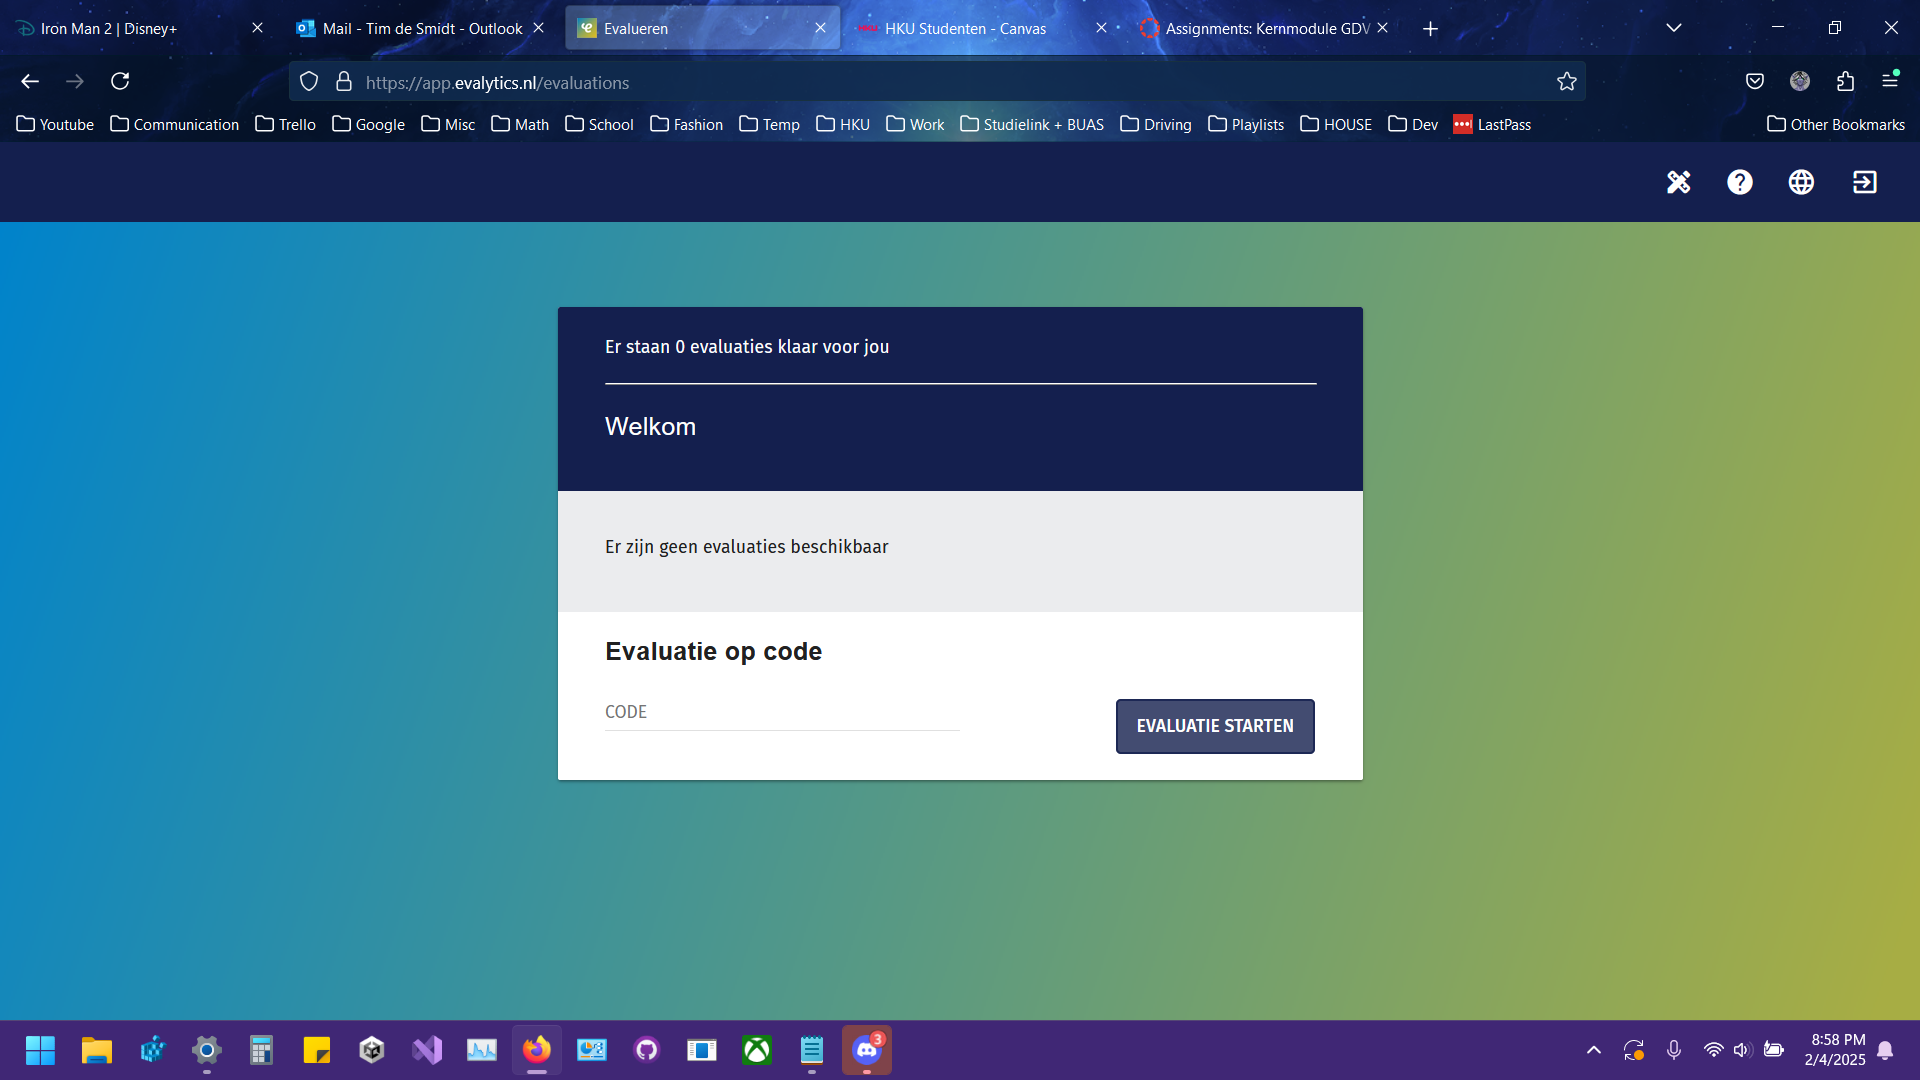 Iron Man 2 | Disney+
Mail - Tim de Smidt - Outlook
Evalueren
HKU Studenten - Canvas
Assignments: Kernmodule GDV
https://app.evalytics.nl/evaluations
Youtube Communication Trello Google Misc Math School Fashion Temp HKU Work Studielink + BUAS Driving Playlists HOUSE Dev LastPass Other Bookmarks
Er staan 0 evaluaties klaar voor jou
Welkom
Er zijn geen evaluaties beschikbaar
Evaluatie op code
CODE
EVALUATIE STARTEN
3
8:58 PM
2/4/2025